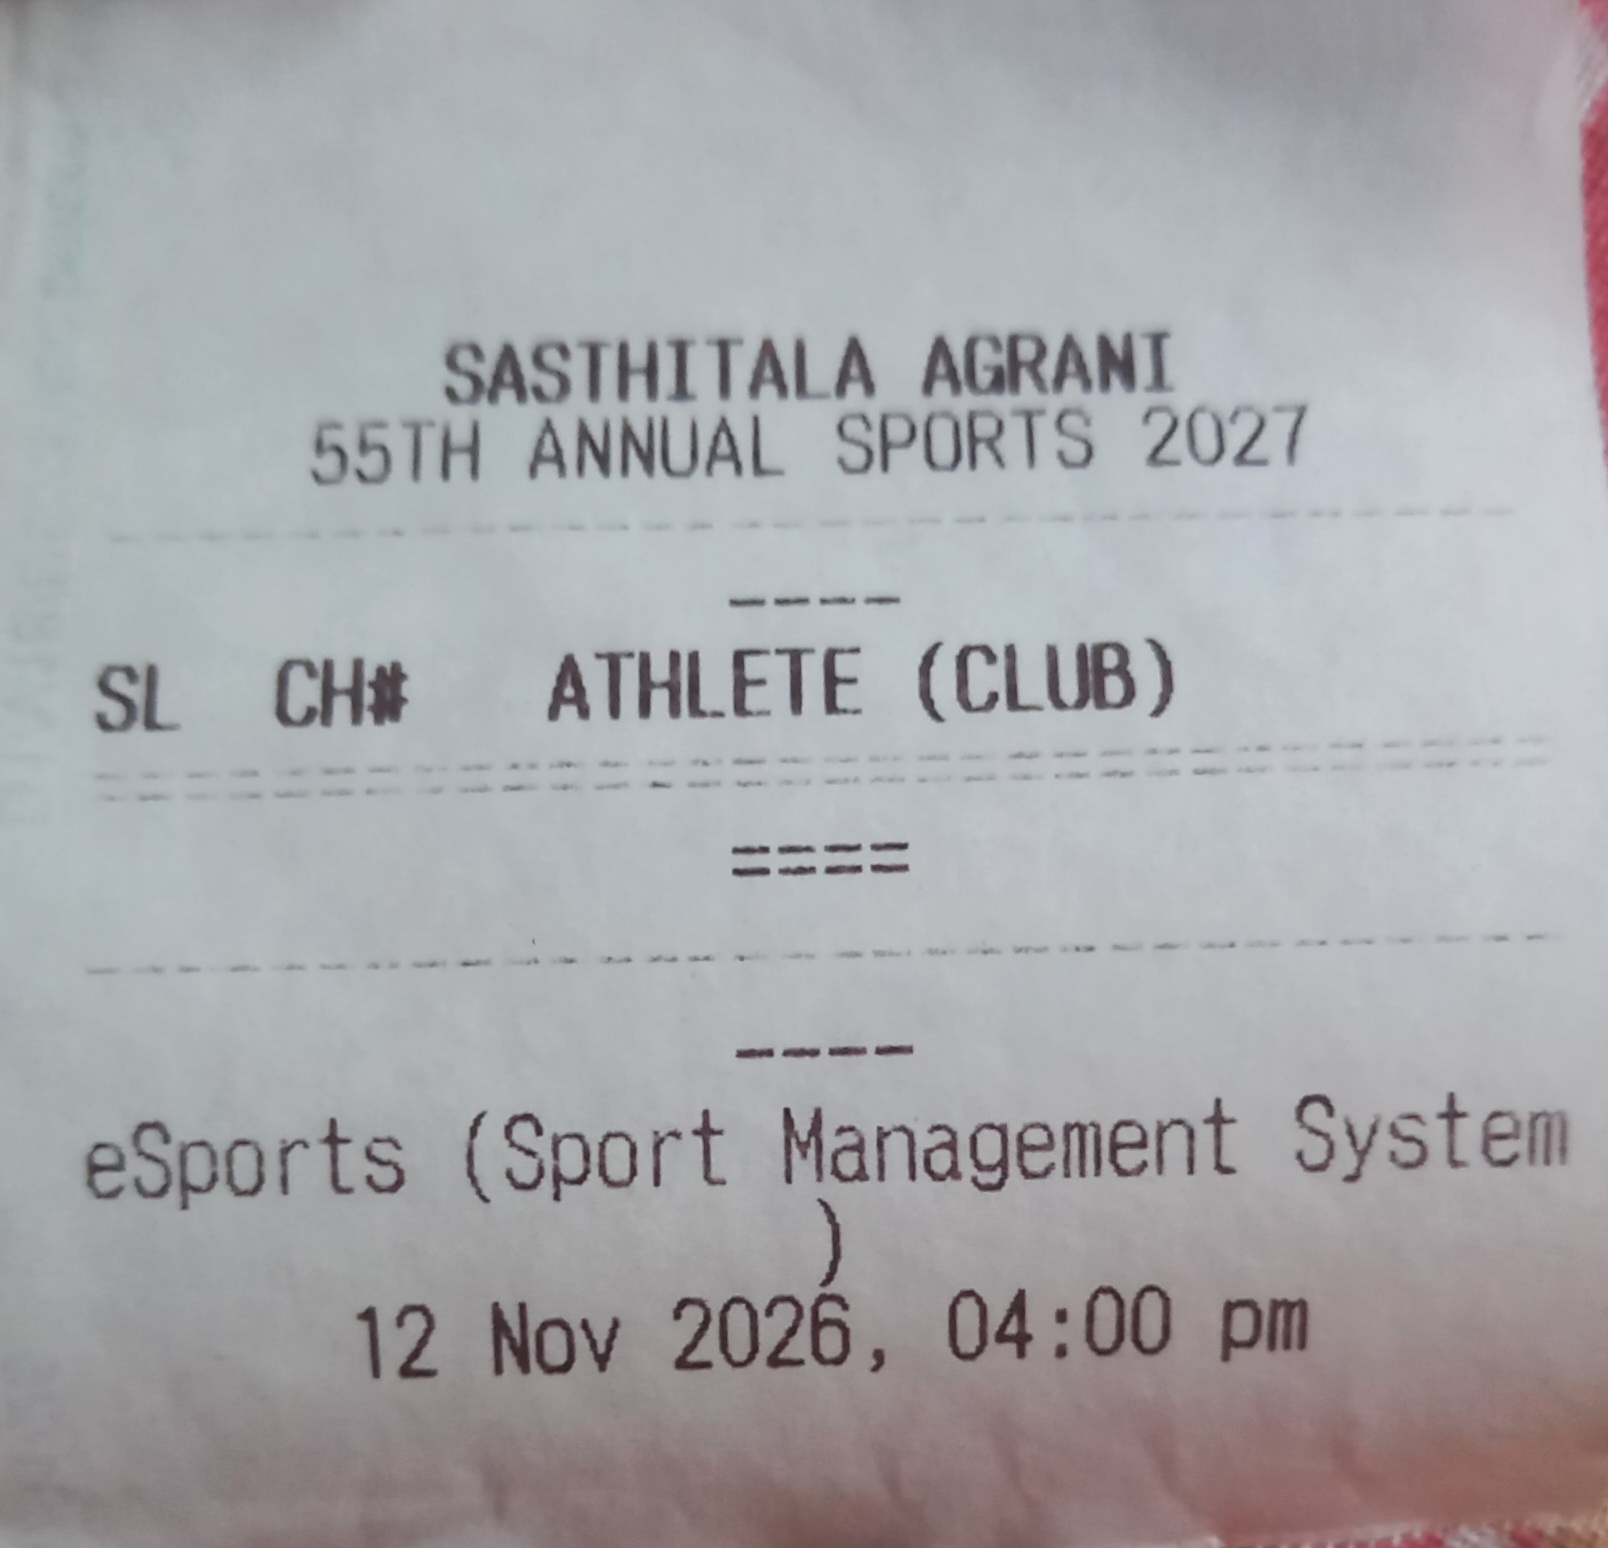 SASTHITALA AGRANI
55TH ANNUAL SPORTS 2027
--------------------------------
----
SL CH# ATHLETE (CLUB)
================================
====
--------------------------------
----
eSports (Sport Management System
)
12 Nov 2026, 04:00 pm